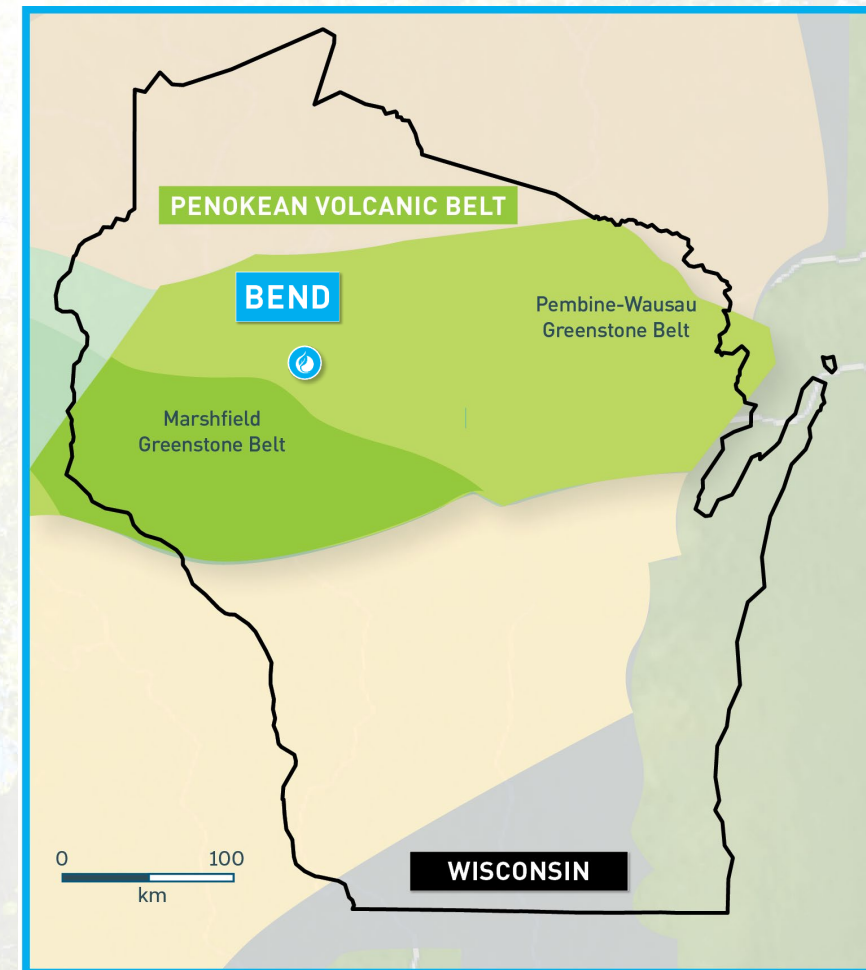 PENOKEAN VOLCANIC BELT
BEND
Pembine-Wausau
Greenstone Belt
Marshfield
Greenstone Belt
0 100
km
WISCONSIN